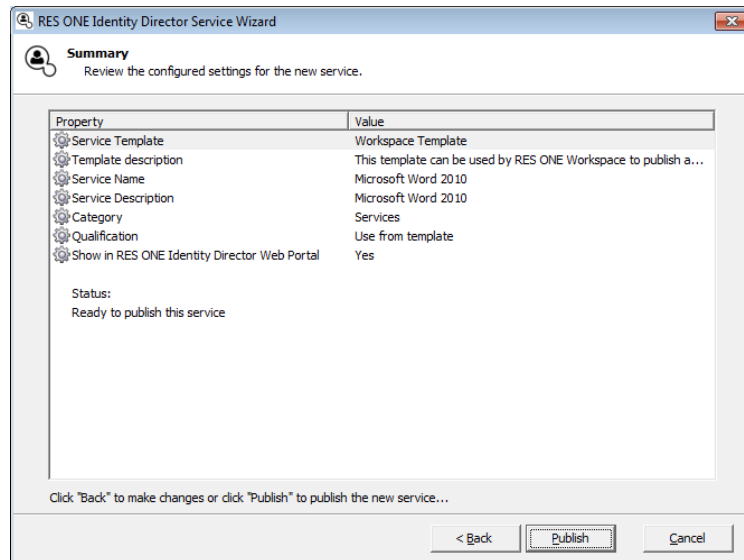 RES ONE Identity Director Service Wizard
Summary
Review the configured settings for the new service.
Property Value
Service Template Workspace Template
Template description This template can be used by RES ONE Workspace to publish a...
Service Name Microsoft Word 2010
Service Description Microsoft Word 2010
Category Services
Qualification Use from template
Show in RES ONE Identity Director Web Portal Yes
Status:
Ready to publish this service
Click "Back" to make changes or click "Publish" to publish the new service...
< Back Publish Cancel